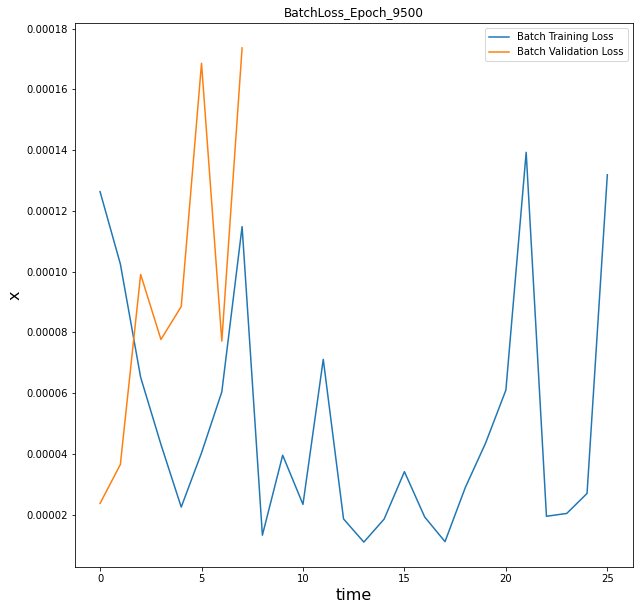 BatchLoss_Epoch_9500
Batch Training Loss
Batch Validation Loss
0.00018
0.00016
0.00014
0.00012
0.00010
0.00008
0.00006
0.00004
0.00002
x
0 5 10 15 20 25
time